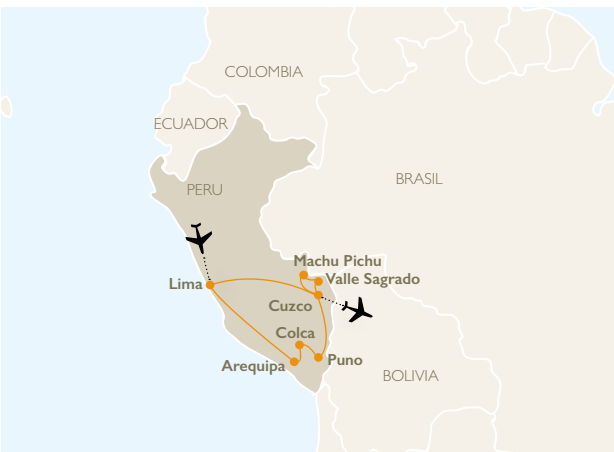 COLOMBIA
ECUADOR
PERU
BRASIL
Machu Pichu
Valle Sagrado
Lima
Cuzco
Colca
Puno
Arequipa
BOLIVIA